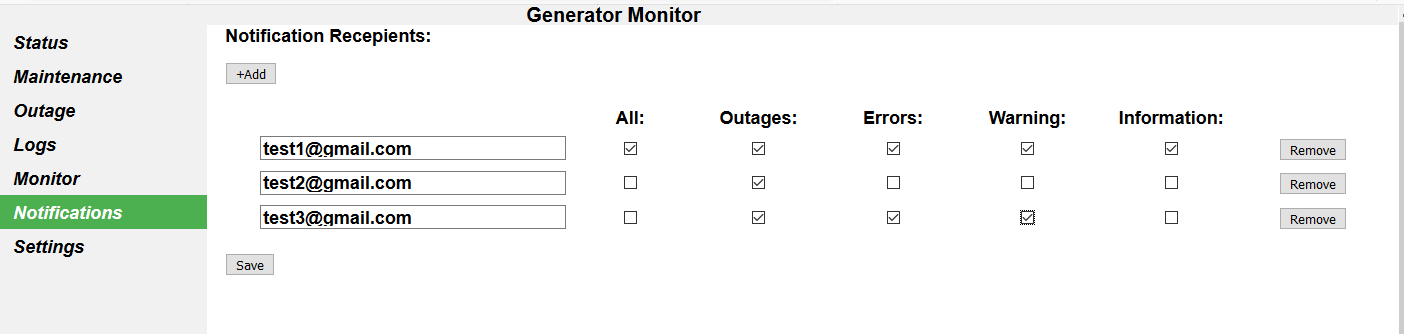 Generator Monitor
Status
Maintenance
Outage
Logs
Monitor
Notifications
Settings
Notification Recepients:
+Add
All: Outages: Errors: Warning: Information:
test1@gmail.com Remove
test2@gmail.com Remove
test3@gmail.com Remove
Save